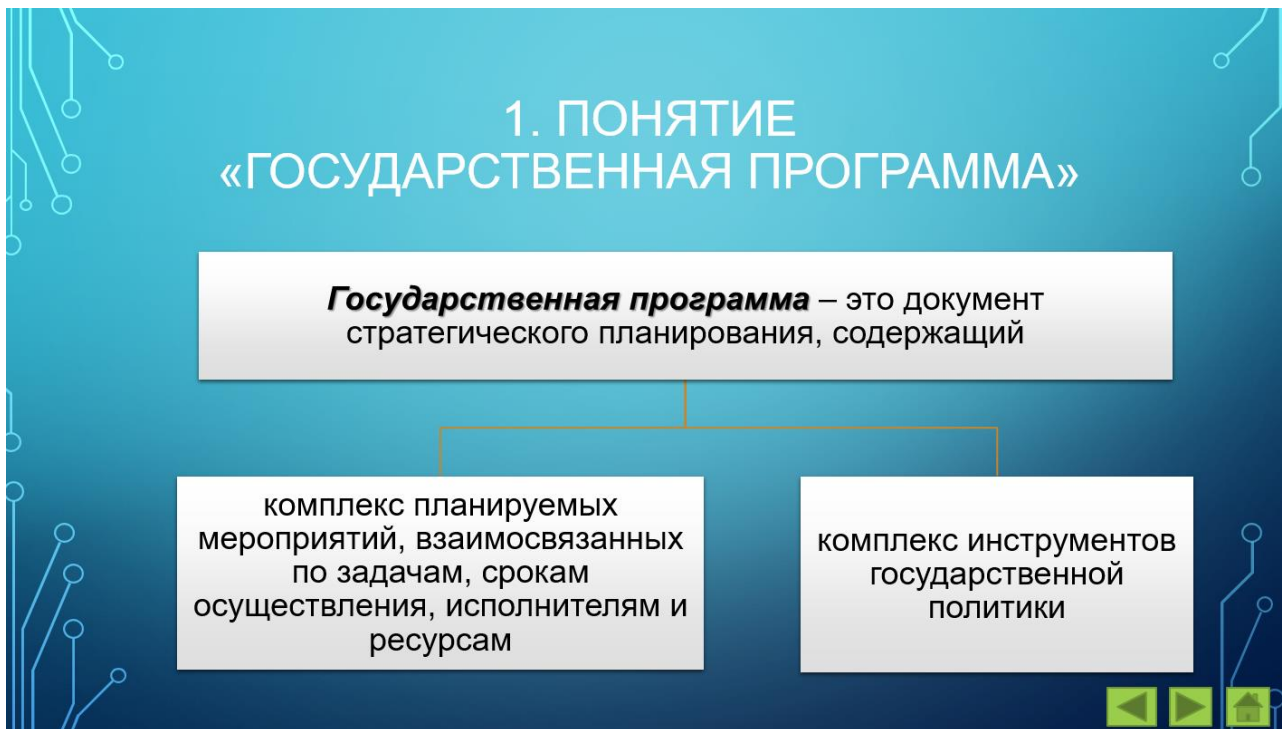 1. ПОНЯТИЕ
«ГОСУДАРСТВЕННАЯ ПРОГРАММА»
Государственная программа – это документ
стратегического планирования, содержащий
комплекс планируемых
мероприятий, взаимосвязанных
по задачам, срокам
осуществления, исполнителям и
ресурсам
комплекс инструментов
государственной
политики